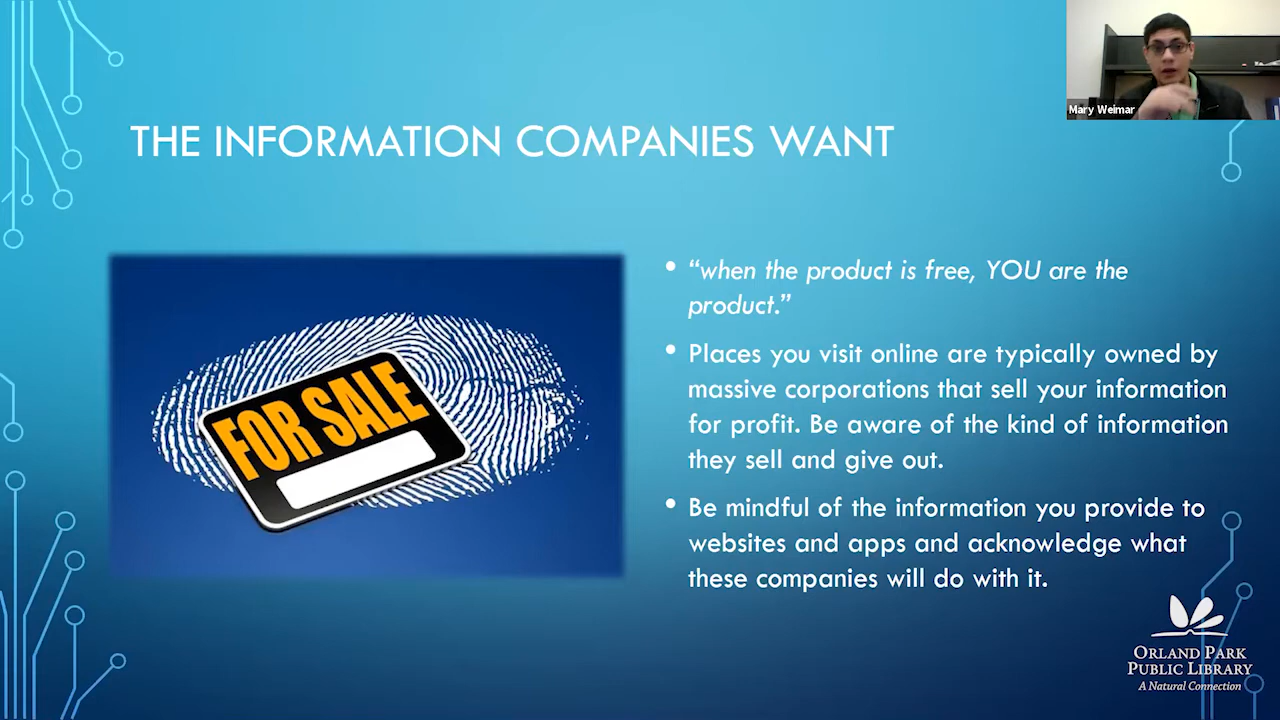 Mary Weimar
THE INFORMATION COMPANIES WANT
FOR SALE
• “when the product is free, YOU are the
product.”
• Places you visit online are typically owned by
massive corporations that sell your information
for profit. Be aware of the kind of information
they sell and give out.
• Be mindful of the information you provide to
websites and apps and acknowledge what
these companies will do with it.
ORLAND PARK
PUBLIC LIBRARY
A Natural Connection